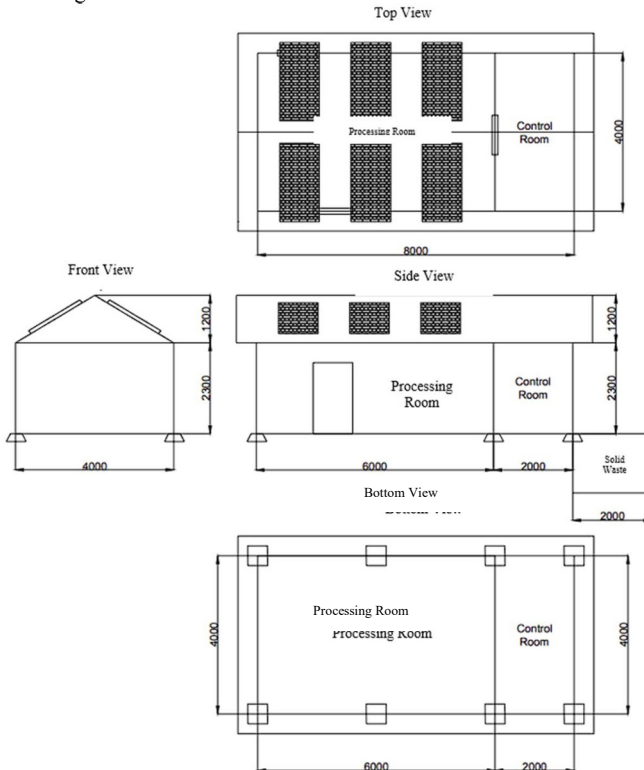 Top View
Processing Room
Control
Room
4000
8000
Front View
Side View
1200
2300
4000
Processing
Room
Control
Room
1200
2300
6000
2000
Solid
Waste
2000
Bottom View
Processing Room
Processing Room
Control
Room
4000
4000
6000
2000